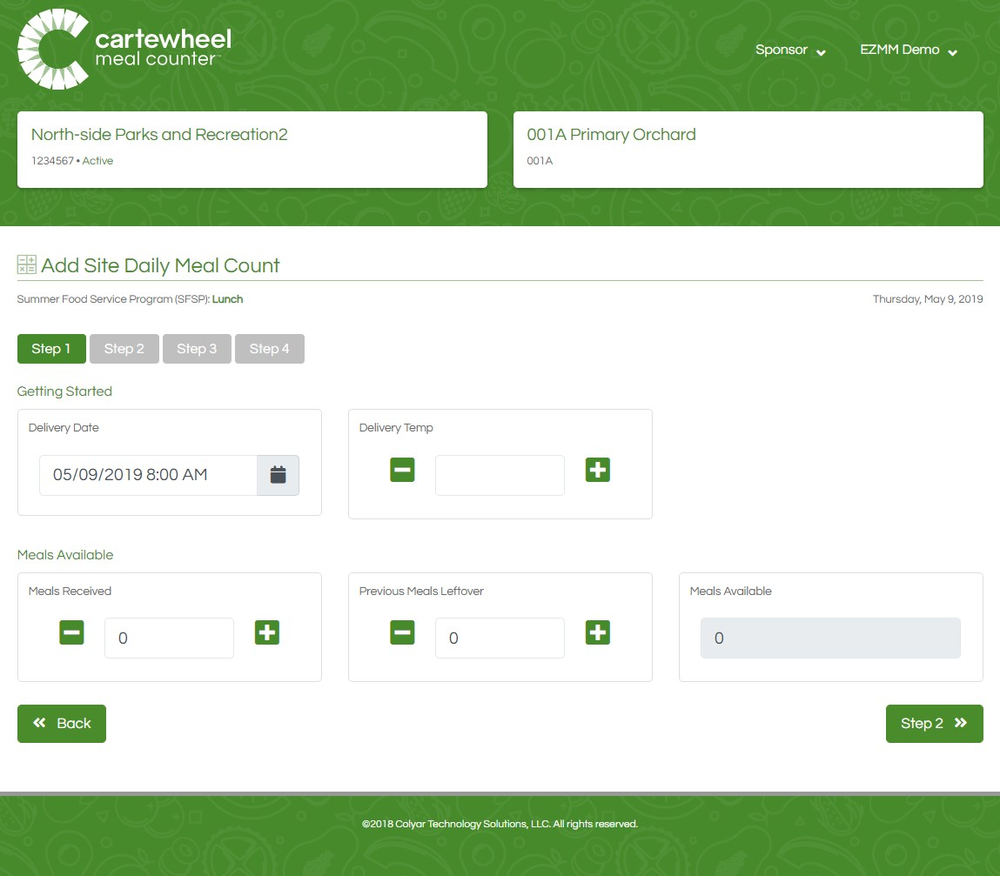 cartewheel
meal counter™
Sponsor
EZMM Demo
North-side Parks and Recreation2
1234567 • Active
001A Primary Orchard
001A
Add Site Daily Meal Count
Summer Food Service Program (SFSP): Lunch
Thursday, May 9, 2019
Step 1
Step 2
Step 3
Step 4
Getting Started
Delivery Date
Delivery Temp
05/09/2019 8:00 AM
Meals Available
Meals Received
Previous Meals Leftover
Meals Available
0
0
0
Back
Step 2
©2018 Colyar Technology Solutions, LLC. All rights reserved.